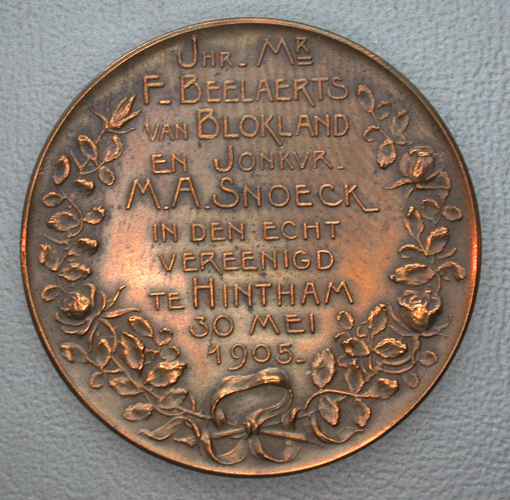 JHR. MR
F. BEELAERTS
VAN BLOKLAND
EN JONKVR.
M.A. SNOECK
IN DEN ECHT
VEREENIGD
TE HINTHAM
30 MEI
1905.